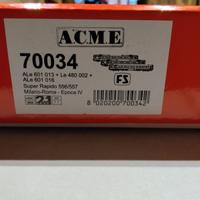 ACME
70034
ALe 601 013 + Le 480 002 +
ALe 601 016
Super Rapido 556/557
Milano-Roma - Epoca IV
FS
21
8 020200 700342